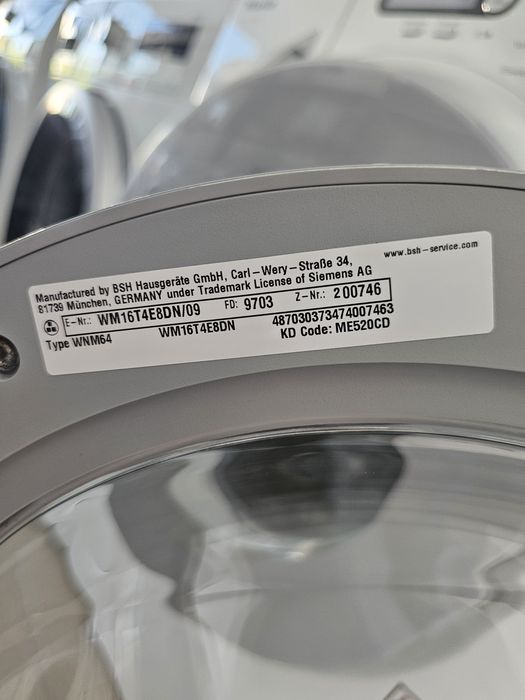 www.bsh-service.com
Manufactured by BSH Hausgeräte GmbH, Carl-Wery-Straße 34,
81739 München, GERMANY under Trademark License of Siemens AG
E-Nr.: WM16T4E8DN/09 FD: 9703 Z-Nr.: 200746
Type WNM64 WM16T4E8DN 487030373474007463
KD Code: ME520CD